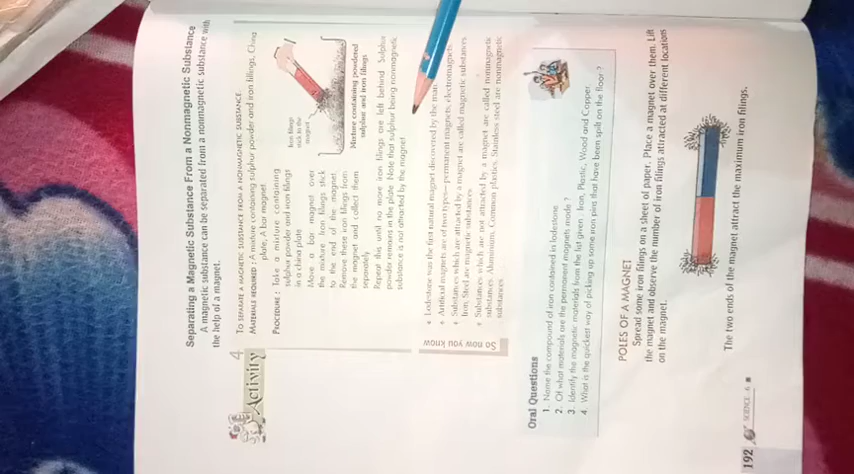 Separating a Magnetic Substance From a Nonmagnetic Substance
A magnetic substance can be separated from a nonmagnetic substance with
the help of a magnet.
Activity 4
TO SEPARATE A MAGNETIC SUBSTANCE FROM A NONMAGNETIC SUBSTANCE
MATERIALS REQUIRED : A mixture containing sulphur powder and iron fillings, China
plate, A bar magnet.
PROCEDURE : Take a mixture containing
sulphur powder and iron filings
in a china plate
Move a bar magnet over
the mixture. Iron filings stick
to the end of the magnet.
Remove these iron filings from
the magnet and collect them
separately
Iron filings
stick to the
magnet
Mixture containing powdered
sulphur and iron filings
Repeat this until no more iron filings are left behind. Sulphur
powder remains in the plate. Note that sulphur being nonmagnetic
substance is not attracted by the magnet
So now you know
Lodestone was the first natural magnet discovered by the man
Artificial magnets are of two types—permanent magnets, electromagnets
Substances which are attracted by a magnet are called magnetic substances
Iron, Steel are magnetic substances
Substances which are not attracted by a magnet are called nonmagnetic
substances. Aluminium, Common plastics, Stainless steel are nonmagnetic
substances
Oral Questions
1. Name the compound of iron contained in lodestone
2. Of what materials are the permanent magnets made ?
3. Identify the magnetic materials from the list given : Iron, Plastic, Wood and Copper.
4. What is the quickest way of picking up some iron pins that have been spilt on the floor ?
POLES OF A MAGNET
Spread some iron filings on a sheet of paper. Place a magnet over them. Lift
the magnet and observe the number of iron filings attracted at different locations
on the magnet.
The two ends of the magnet attract the maximum iron filings.
192 SCIENCE 6